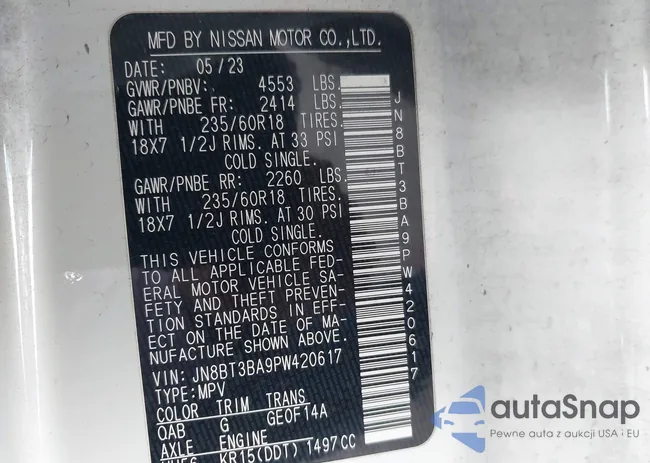 MFD BY NISSAN MOTOR CO.,LTD.
DATE: 05/23
GVWR/PNBV: 4553 LBS.
GAWR/PNBE FR: 2414 LBS.
WITH 235/60R18 TIRES.
18X7 1/2J RIMS. AT 33 PSI
COLD SINGLE.
GAWR/PNBE RR: 2260 LBS.
WITH 235/60R18 TIRES.
18X7 1/2J RIMS. AT 30 PSI
COLD SINGLE.
THIS VEHICLE CONFORMS
TO ALL APPLICABLE FED-
ERAL MOTOR VEHICLE SA-
FETY AND THEFT PREVEN-
TION STANDARDS IN EFF-
ECT ON THE DATE OF MA-
NUFACTURE SHOWN ABOVE.
VIN: JN8BT3BA9PW420617
TYPE: MPV
COLOR TRIM TRANS
QAB G GE0F14A
AXLE ENGINE
KR15(DDT) 1497CC
JN8BT3BA9PW420617
autoSnap
Pewne auta z aukcji USA i EU